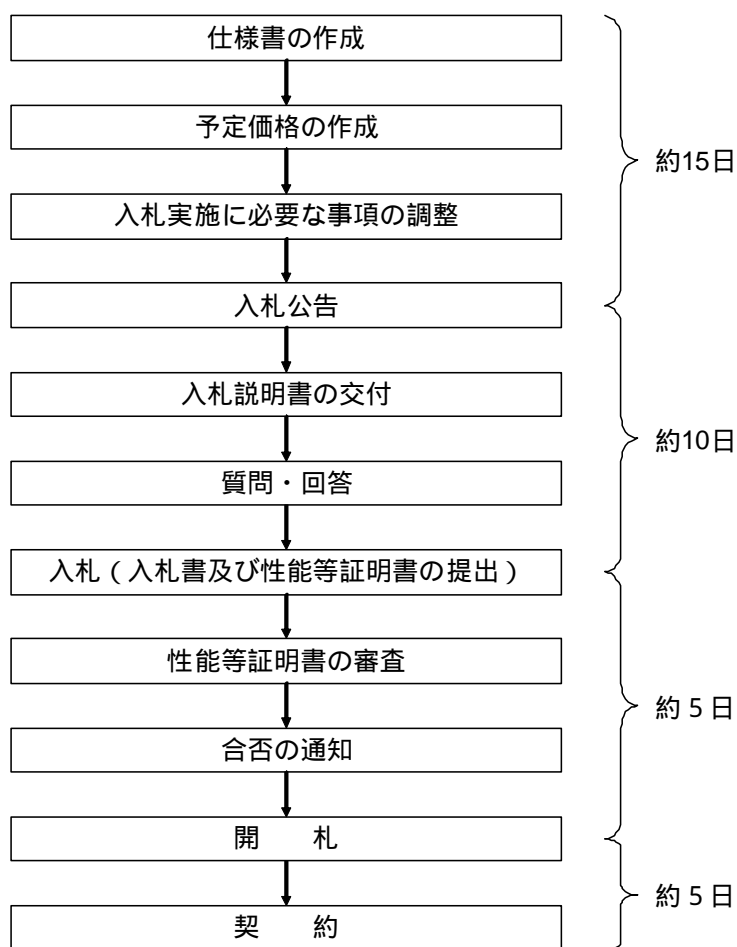 仕様書の作成
予定価格の作成
約15日
入札実施に必要な事項の調整
入札公告
入札説明書の交付
約10日
質問・回答
入札（入札書及び性能等証明書の提出）
性能等証明書の審査
約５日
合否の通知
開　　札
約５日
契　　約